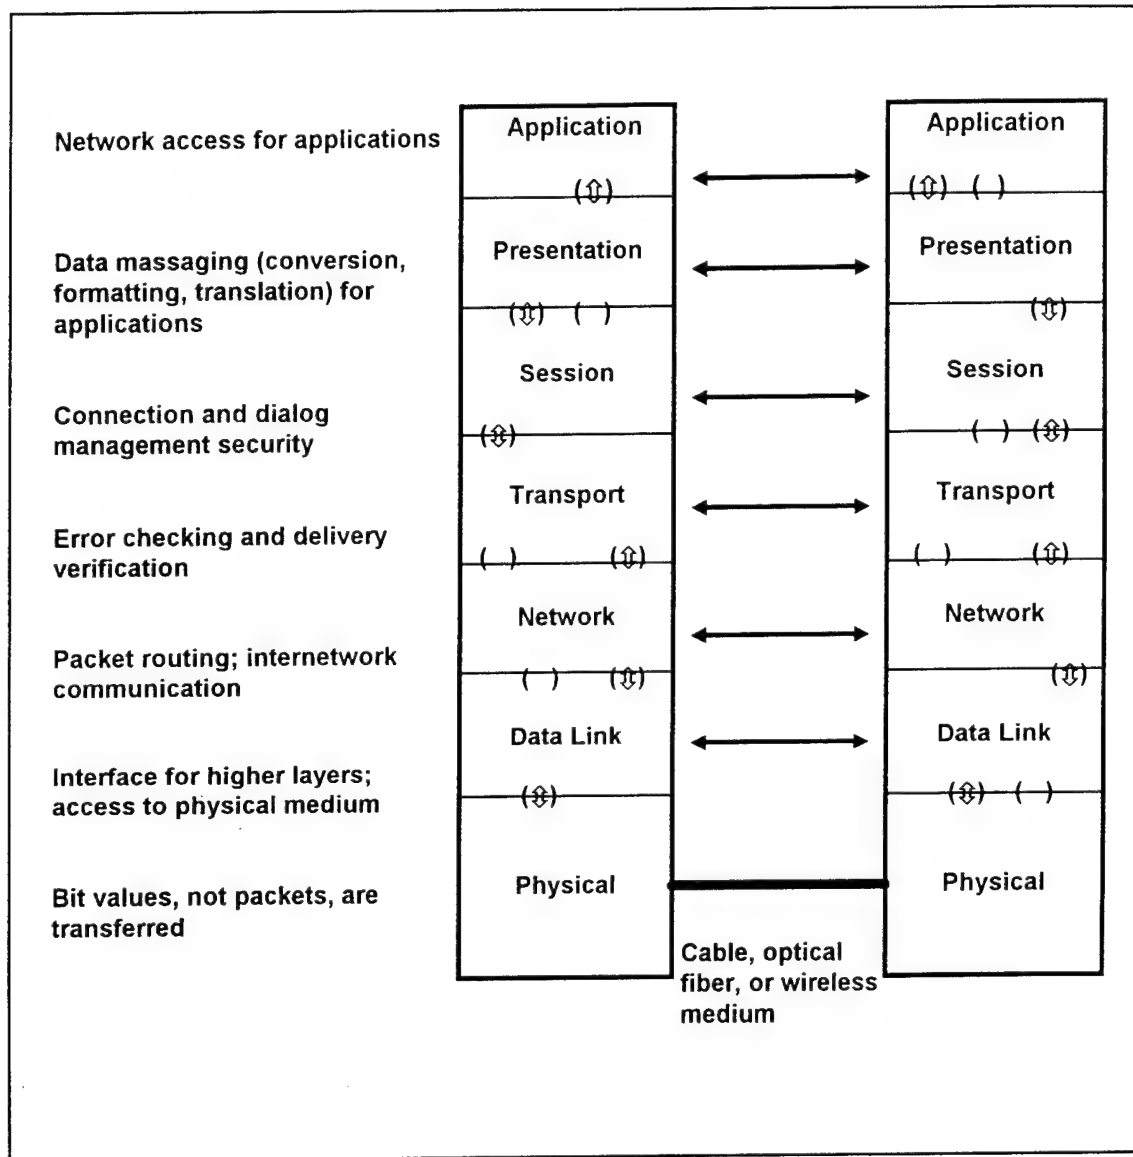 Network access for applications
Application
Application
(⇕)
(⇕) ( )
Data massaging (conversion,
formatting, translation) for
applications
Presentation
Presentation
(⇕) ( )
(⇕)
Connection and dialog
management security
Session
Session
(⇕)
( ) (⇕)
Error checking and delivery
verification
Transport
Transport
( ) (⇕)
( ) (⇕)
Packet routing; internetwork
communication
Network
Network
( ) (⇕)
(⇕)
Interface for higher layers;
access to physical medium
Data Link
Data Link
(⇕)
(⇕) ( )
Bit values, not packets, are
transferred
Physical
Physical
Cable, optical
fiber, or wireless
medium